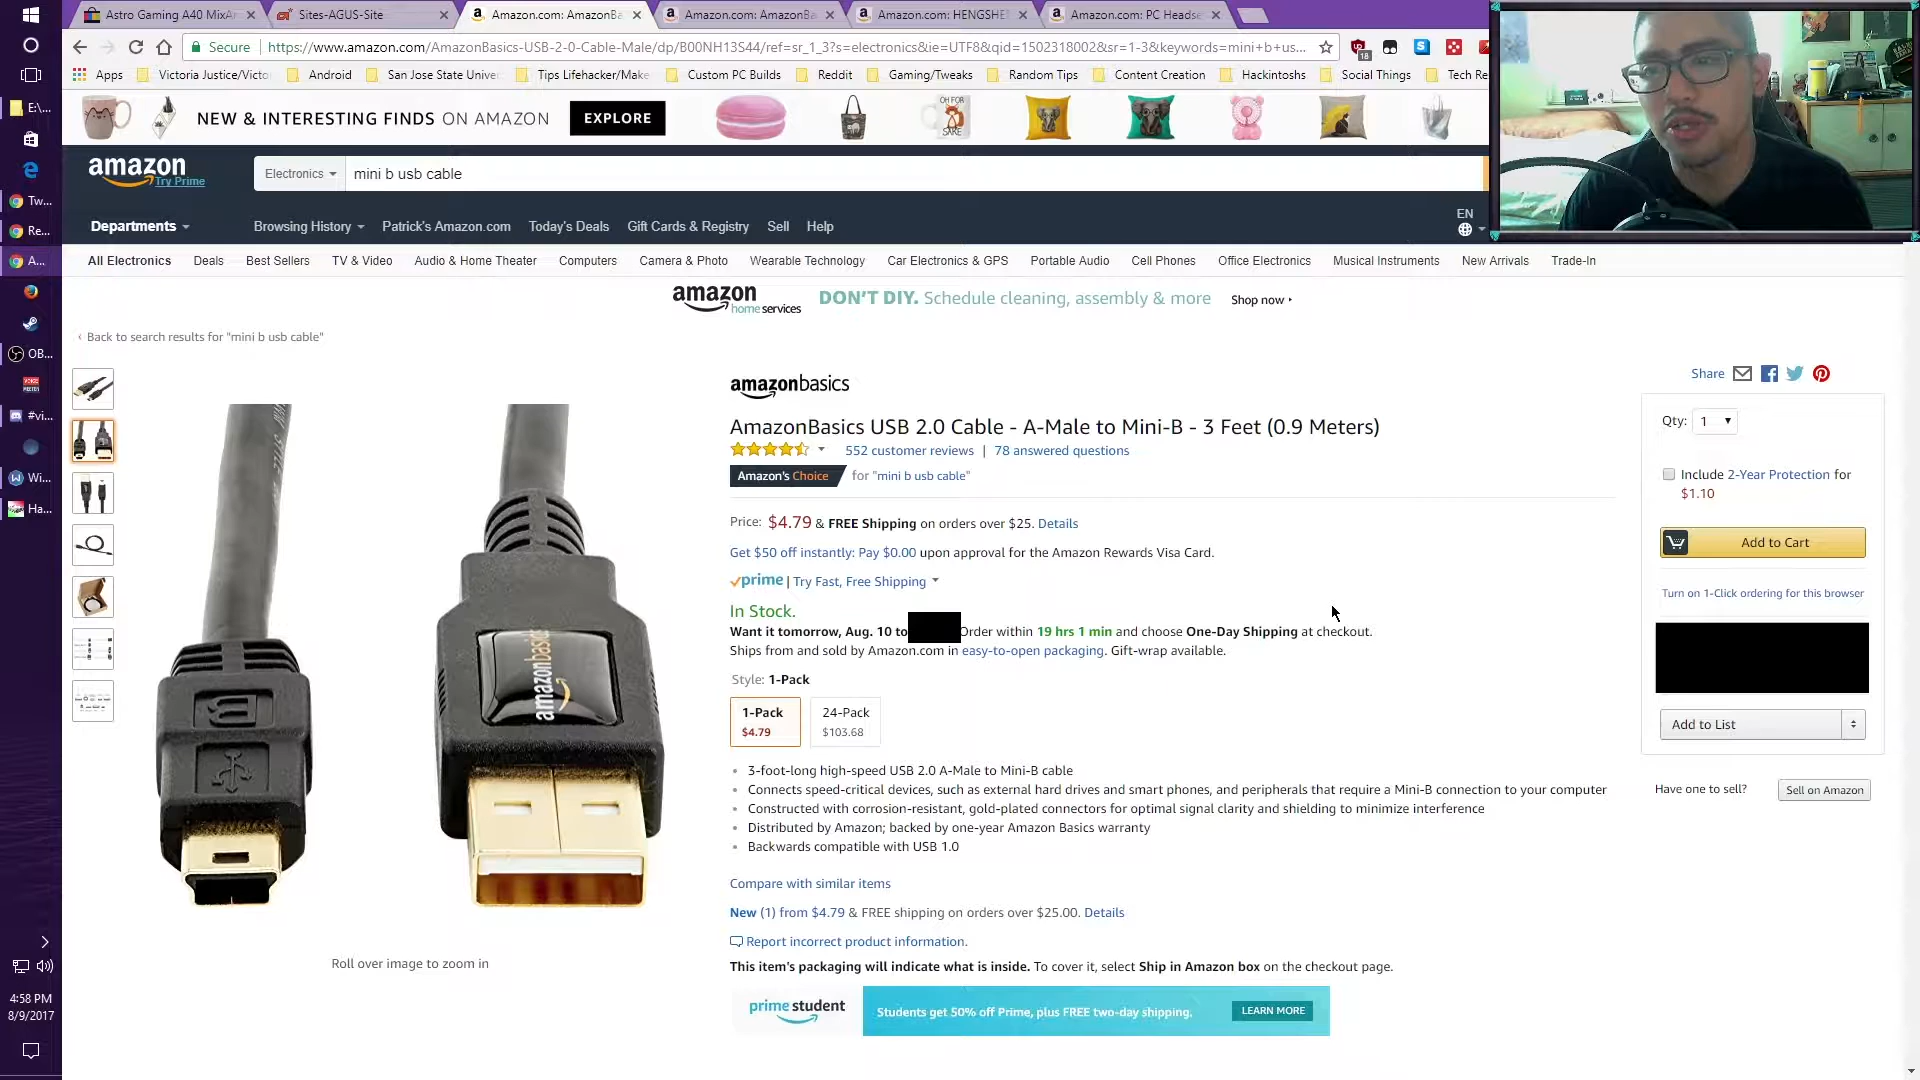 Astro Gaming A40 MixA
Sites-AGUS-Site
Amazon.com: AmazonBa
Amazon.com: AmazonBa
Amazon.com: HENGSHE
Amazon.com: PC Headse
Secure
https://www.amazon.com/AmazonBasics-USB-2-0-Cable-Male/dp/B00NH13S44/ref=sr_1_3?s=electronics&ie=UTF8&qid=1502318002&sr=1-3&keywords=mini+b+us...
18
Apps
Victoria Justice/Victo
Android
San Jose State Unive
Tips Lifehacker/Make
Custom PC Builds
Reddit
Gaming/Tweaks
Random Tips
Content Creation
Hackintosh
Social Things
Tech Re
NEW & INTERESTING FINDS ON AMAZON
EXPLORE
OH FOR
SAKE
amazon
Try Prime
Electronics
mini b usb cable
Departments
Browsing History
Patrick's Amazon.com
Today's Deals
Gift Cards & Registry
Sell
Help
EN
All Electronics
Deals
Best Sellers
TV & Video
Audio & Home Theater
Computers
Camera & Photo
Wearable Technology
Car Electronics & GPS
Portable Audio
Cell Phones
Office Electronics
Musical Instruments
New Arrivals
Trade-In
amazon
home services
DON'T DIY. Schedule cleaning, assembly & more
Shop now
‹ Back to search results for "mini b usb cable"
amazonbasics
AmazonBasics USB 2.0 Cable - A-Male to Mini-B - 3 Feet (0.9 Meters)
552 customer reviews | 78 answered questions
Amazon's Choice for "mini b usb cable"
Price: $4.79 & FREE Shipping on orders over $25. Details
Get $50 off instantly: Pay $0.00 upon approval for the Amazon Rewards Visa Card.
prime | Try Fast, Free Shipping
In Stock.
Want it tomorrow, Aug. 10 to
Order within 19 hrs 1 min and choose One-Day Shipping at checkout.
Ships from and sold by Amazon.com in easy-to-open packaging. Gift-wrap available.
Style: 1-Pack
1-Pack
$4.79
24-Pack
$103.68
• 3-foot-long high-speed USB 2.0 A-Male to Mini-B cable
• Connects speed-critical devices, such as external hard drives and smart phones, and peripherals that require a Mini-B connection to your computer
• Constructed with corrosion-resistant, gold-plated connectors for optimal signal clarity and shielding to minimize interference
• Distributed by Amazon; backed by one-year Amazon Basics warranty
• Backwards compatible with USB 1.0
Compare with similar items
New (1) from $4.79 & FREE shipping on orders over $25.00. Details
Report incorrect product information.
This item's packaging will indicate what is inside. To cover it, select Ship in Amazon box on the checkout page.
prime student
Students get 50% off Prime, plus FREE two-day shipping.
LEARN MORE
amazonbasics
B
Roll over image to zoom in
Share
Qty: 1
Include 2-Year Protection for
$1.10
Add to Cart
Turn on 1-Click ordering for this browser
Add to List
Have one to sell?
Sell on Amazon
E:\...
Tw...
Re...
A...
OB...
#vi...
Wi...
Ha...
4:58 PM
8/9/2017